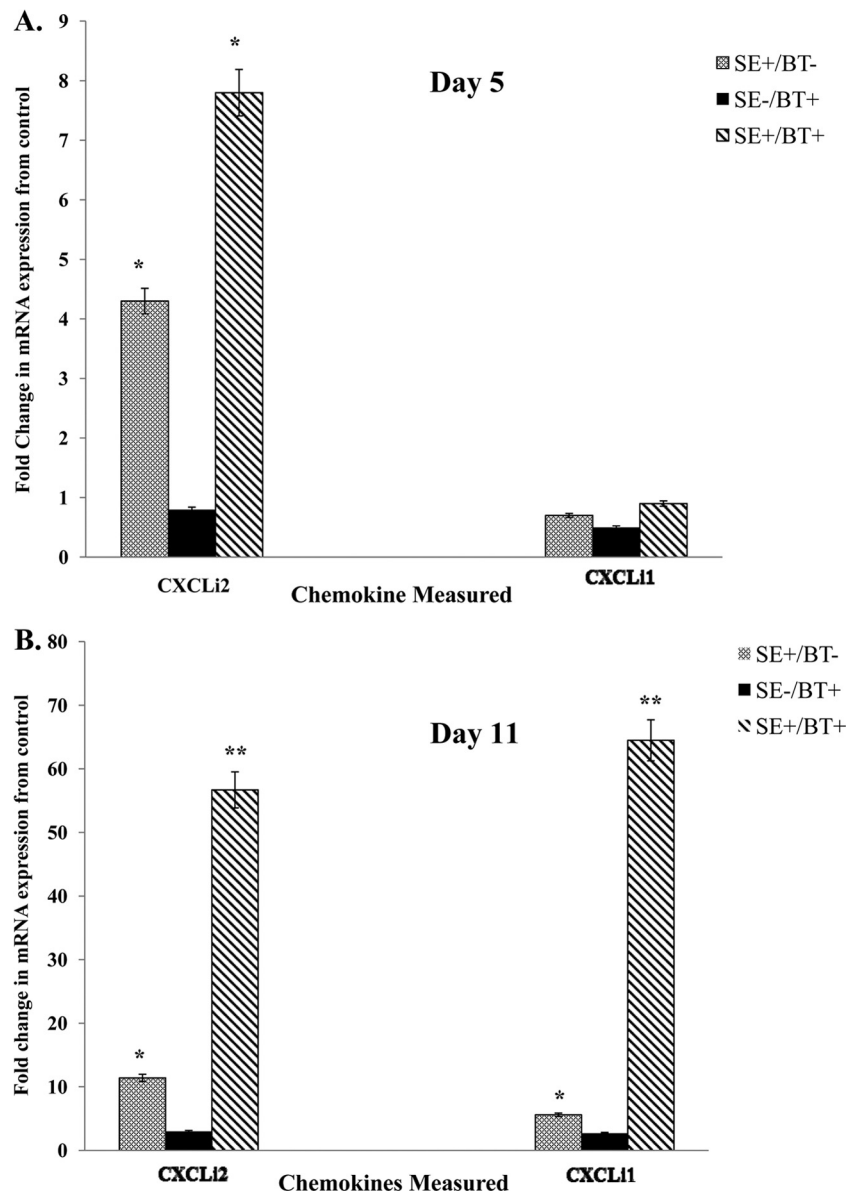 A.
Day 5
SE+/BT-
SE-/BT+
SE+/BT+
Fold Change in mRNA expression from control
9
8
7
6
5
4
3
2
1
0
*
*
CXCLi2
CXCLi1
Chemokine Measured
B.
Day 11
SE+/BT-
SE-/BT+
SE+/BT+
Fold change in mRNA expression from control
80
70
60
50
40
30
20
10
0
*
**
*
**
CXCLi2
CXCLi1
Chemokines Measured